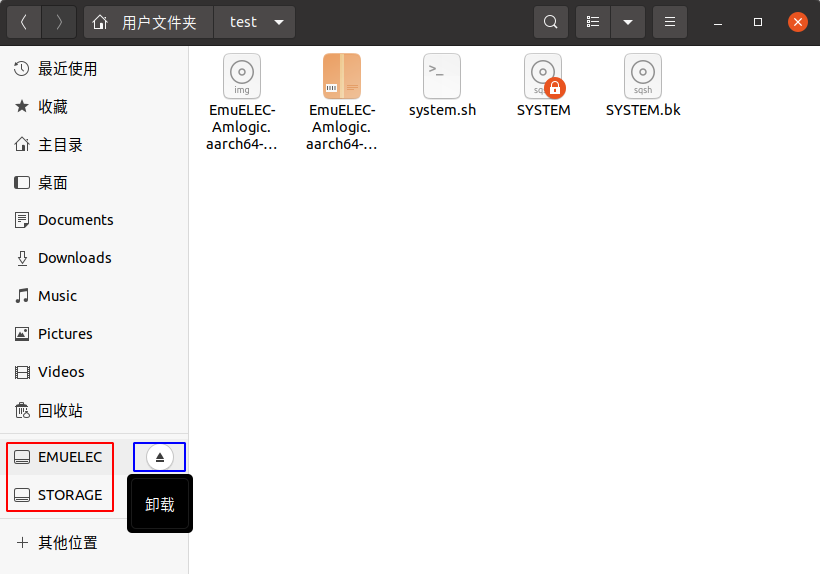 用户文件夹
test
最近使用
收藏
主目录
桌面
Documents
Downloads
Music
Pictures
Videos
回收站
EMUELEC
STORAGE
卸载
其他位置
img
EmuELEC-
Amlogic.
aarch64-...
EmuELEC-
Amlogic.
aarch64-...
>_
system.sh
SYSTEM
sqsh
SYSTEM.bk